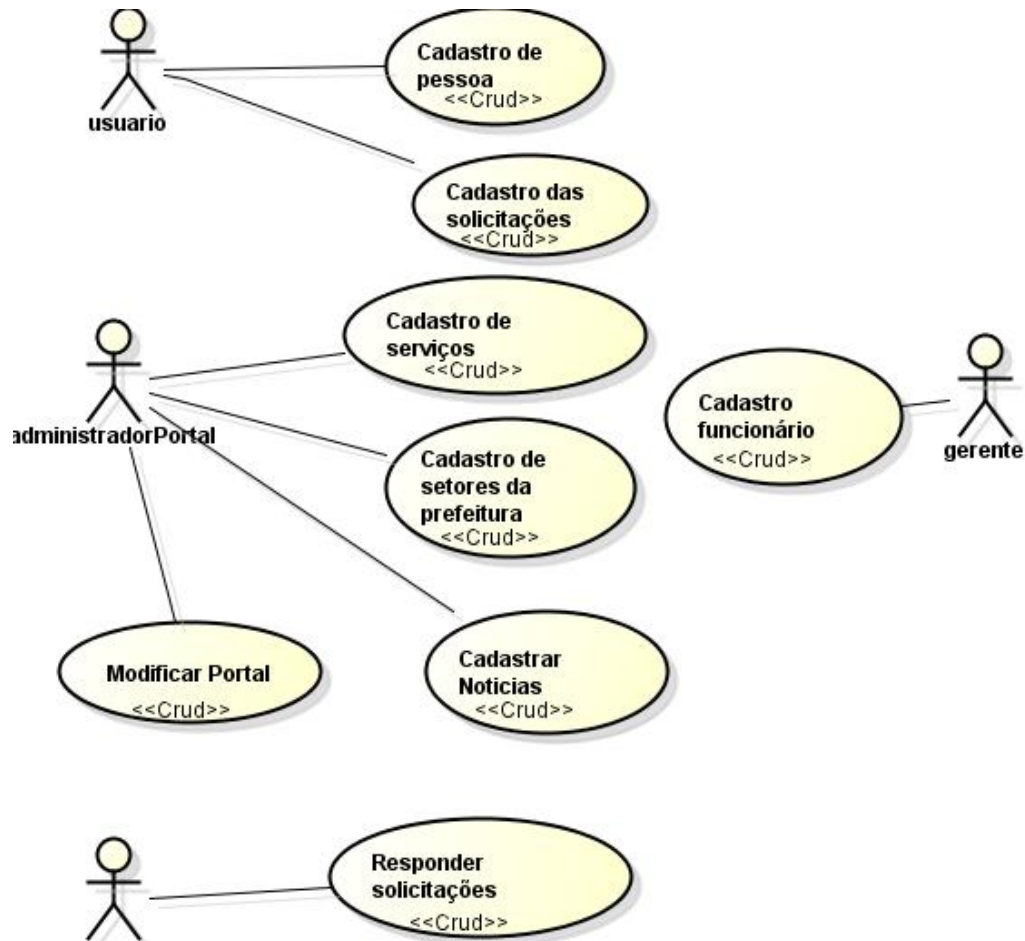 usuario
Cadastro de
pessoa
<<Crud>>
Cadastro das
solicitações
<<Crud>>
administradorPortal
Cadastro de
serviços
<<Crud>>
Cadastro
funcionário
<<Crud>>
gerente
Cadastro de
setores da
prefeitura
<<Crud>>
Modificar Portal
<<Crud>>
Cadastrar
Noticias
<<Crud>>
Responder
solicitações
<<Crud>>